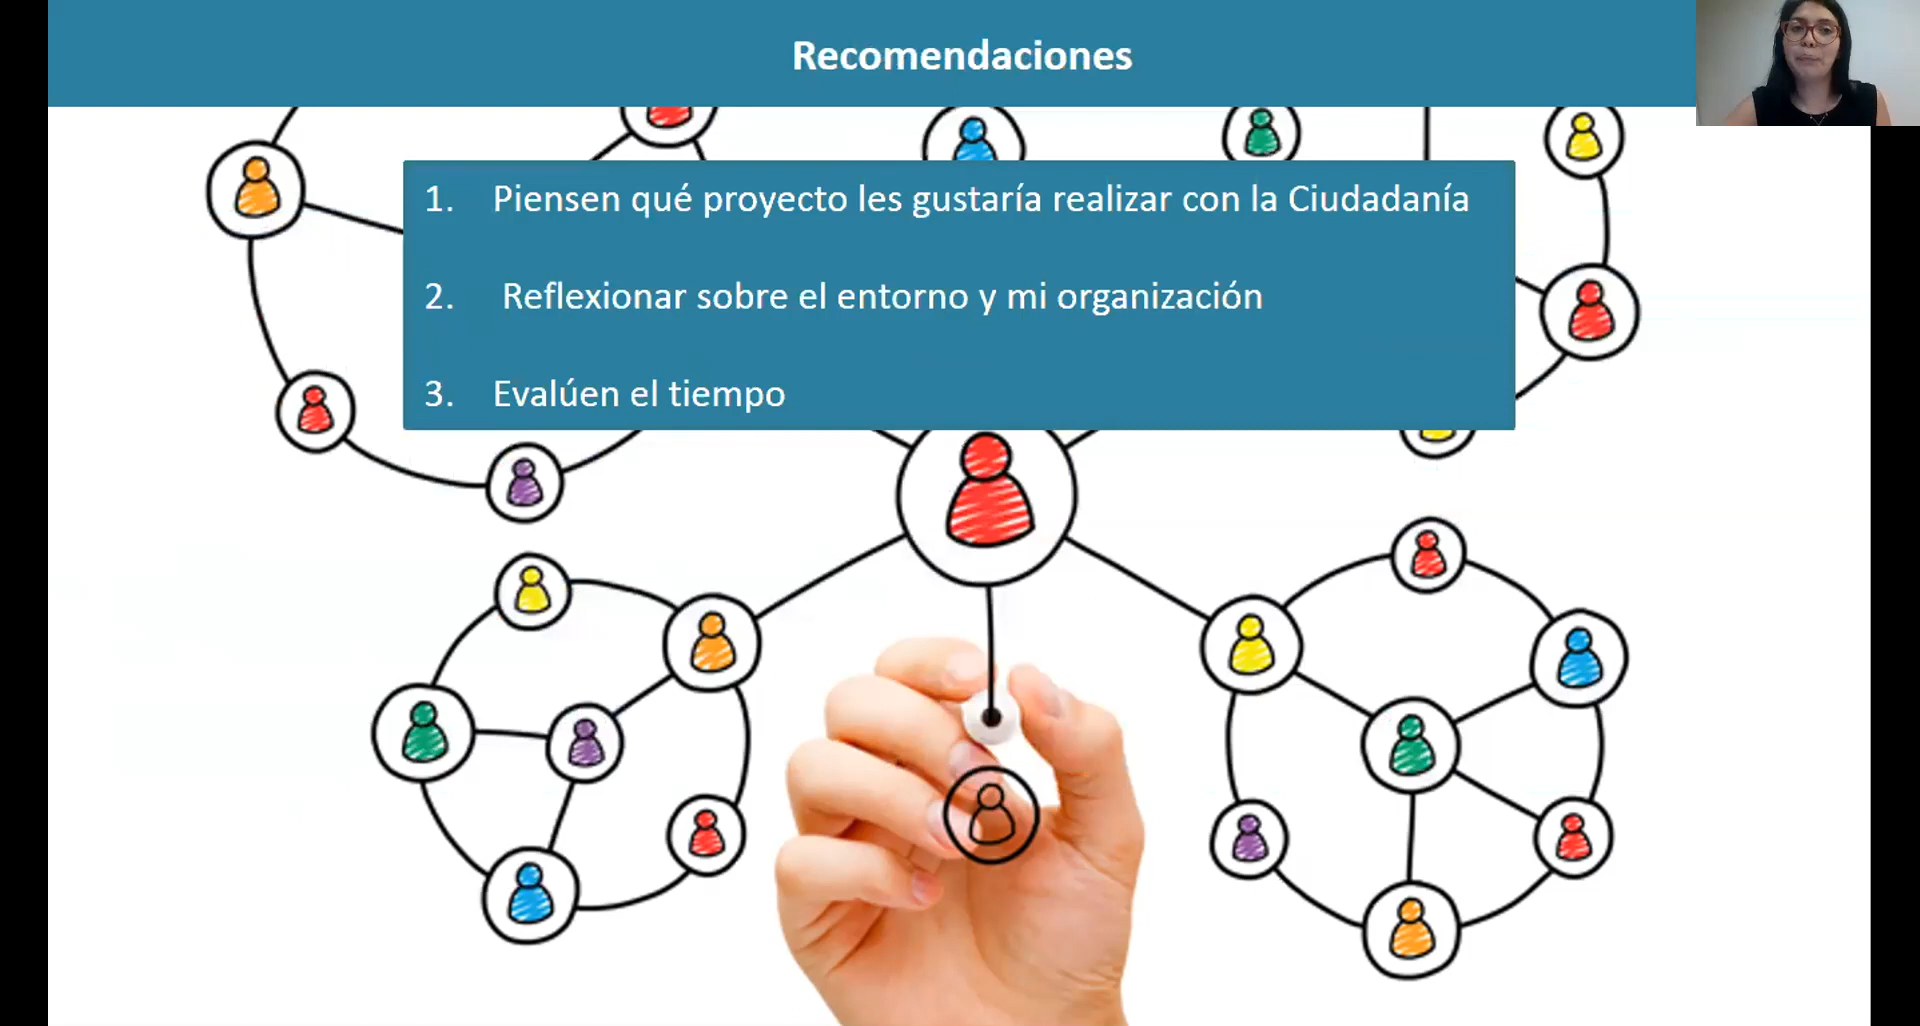 Recomendaciones
1. Piensen qué proyecto les gustaría realizar con la Ciudadanía
2. Reflexionar sobre el entorno y mi organización
3. Evalúen el tiempo